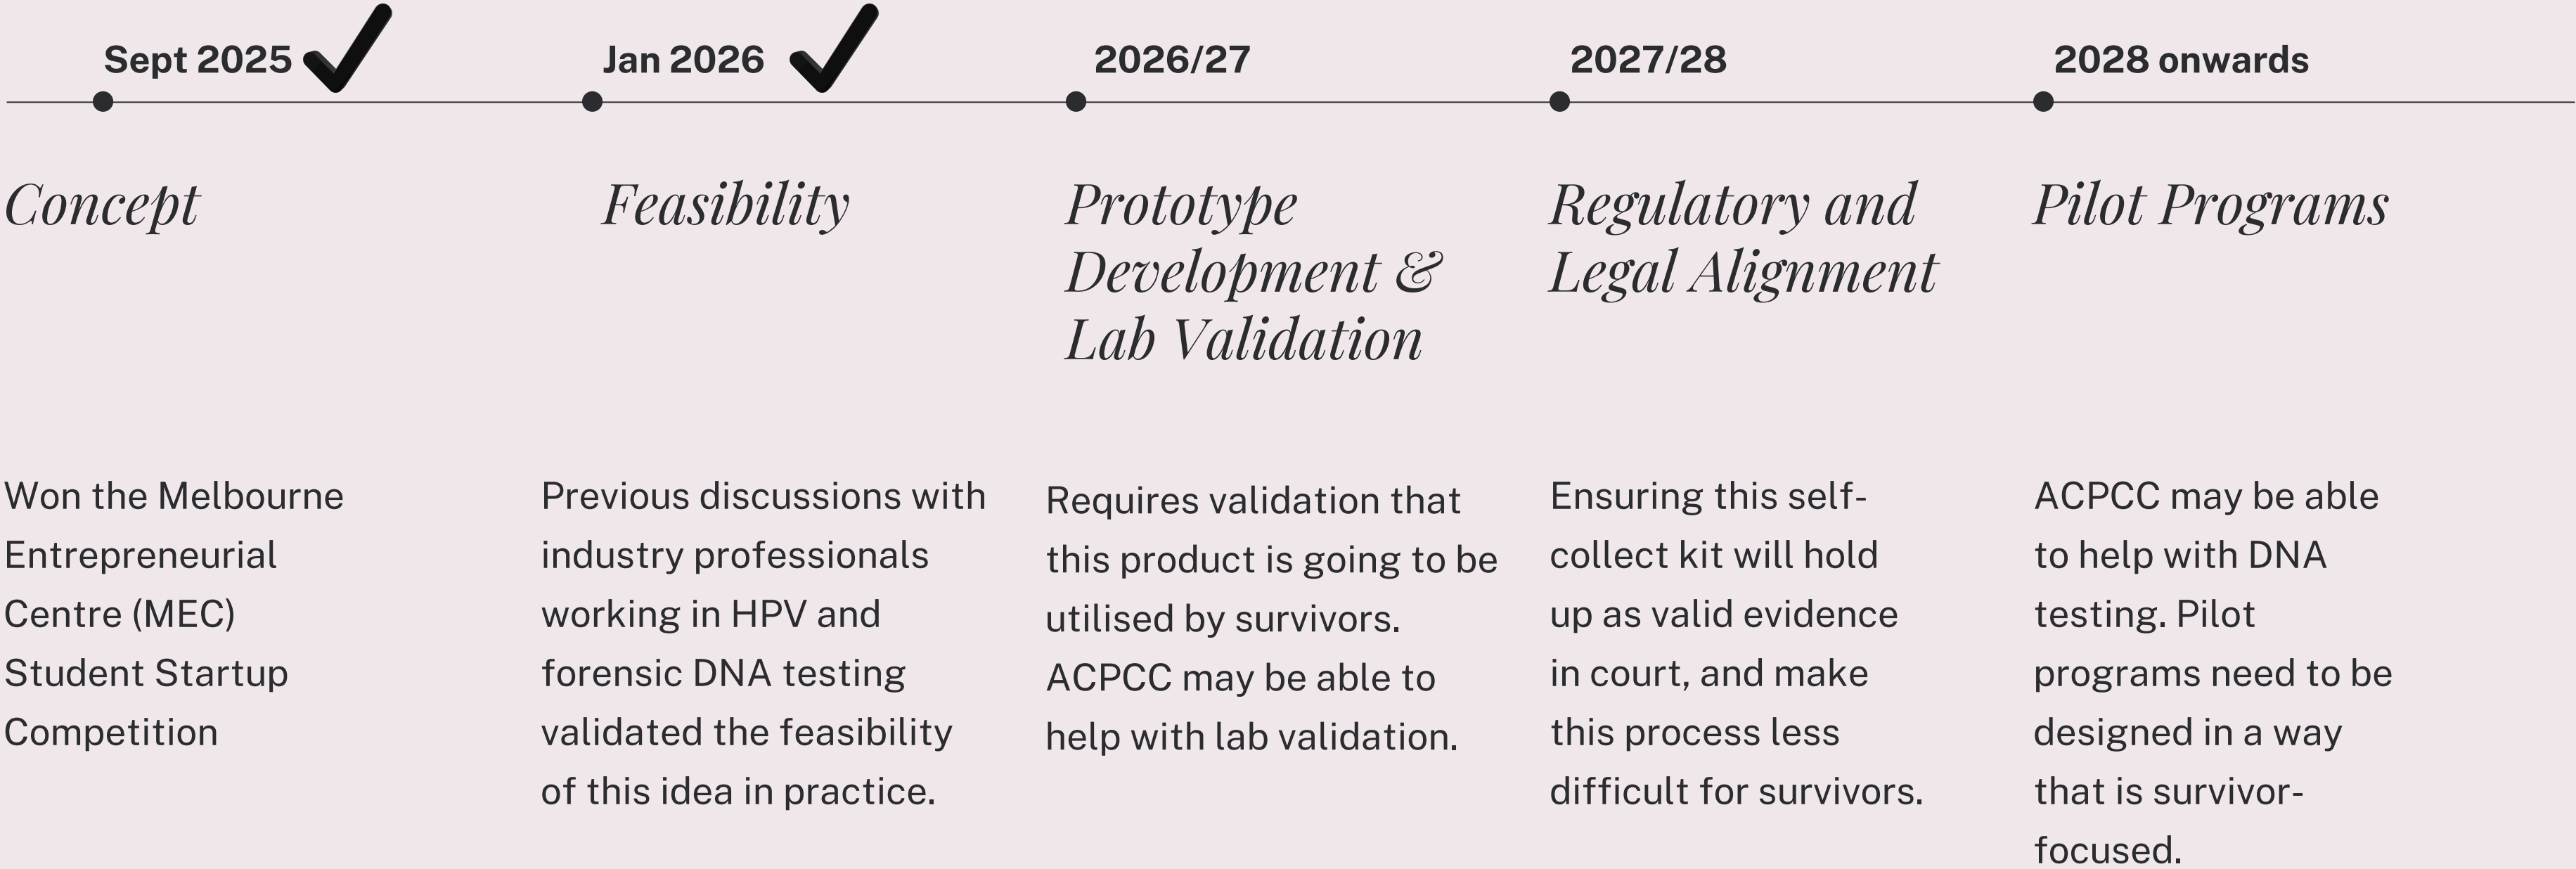 Sept 2025
Jan 2026
2026/27
2027/28
2028 onwards
Concept
Feasibility
Prototype
Development &
Lab Validation
Regulatory and
Legal Alignment
Pilot Programs
Won the Melbourne
Entrepreneurial
Centre (MEC)
Student Startup
Competition
Previous discussions with
industry professionals
working in HPV and
forensic DNA testing
validated the feasibility
of this idea in practice.
Requires validation that
this product is going to be
utilised by survivors.
ACPCC may be able to
help with lab validation.
Ensuring this self-
collect kit will hold
up as valid evidence
in court, and make
this process less
difficult for survivors.
ACPCC may be able
to help with DNA
testing. Pilot
programs need to be
designed in a way
that is survivor-
focused.